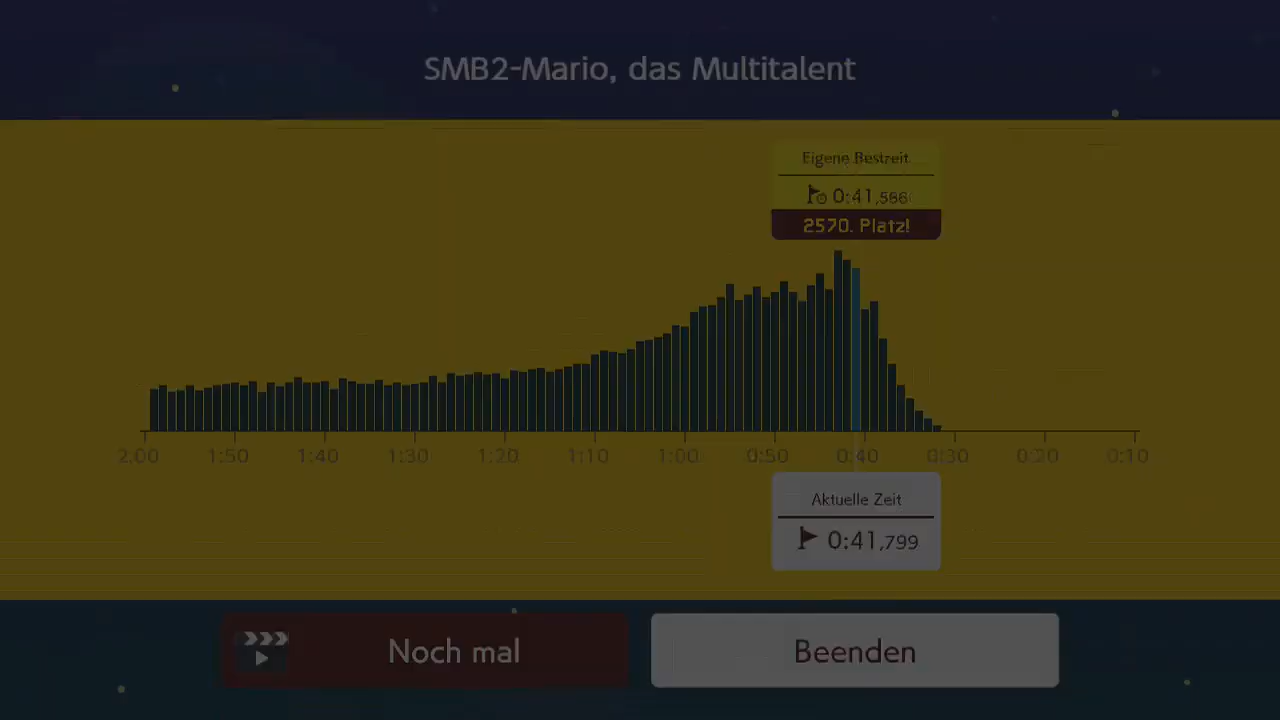 SMB2-Mario, das Multitalent
Eigene Bestzeit
0:41,586
2570. Platz!
2:00 1:50 1:40 1:30 1:20 1:10 1:00 0:50 0:40 0:30 0:20 0:10
Aktuelle Zeit
0:41,799
Noch mal
Beenden